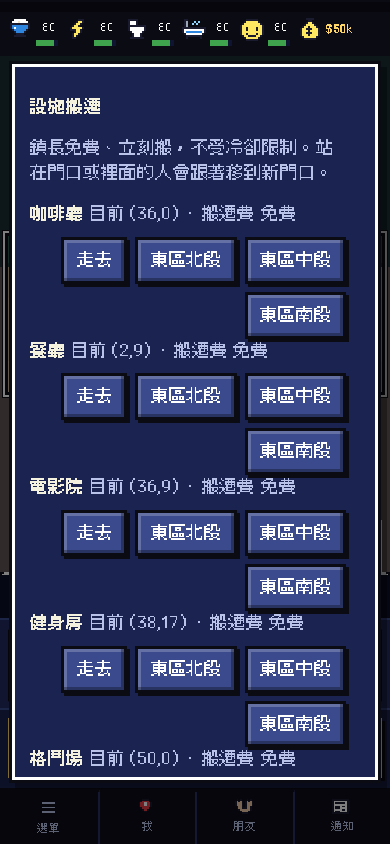 80 80 80 80 80 $50k
設施搬遷
鎮長免費、立刻搬，不受冷卻限制。站
在門口或裡面的人會跟著移到新門口。
咖啡廳 目前 (36,0) · 搬遷費 免費
走去 東區北段 東區中段
東區南段
餐廳 目前 (2,9) · 搬遷費 免費
走去 東區北段 東區中段
東區南段
電影院 目前 (36,9) · 搬遷費 免費
走去 東區北段 東區中段
東區南段
健身房 目前 (38,17) · 搬遷費 免費
走去 東區北段 東區中段
東區南段
格鬥場 目前 (50,0) · 搬遷費 免費
選單 我 朋友 通知